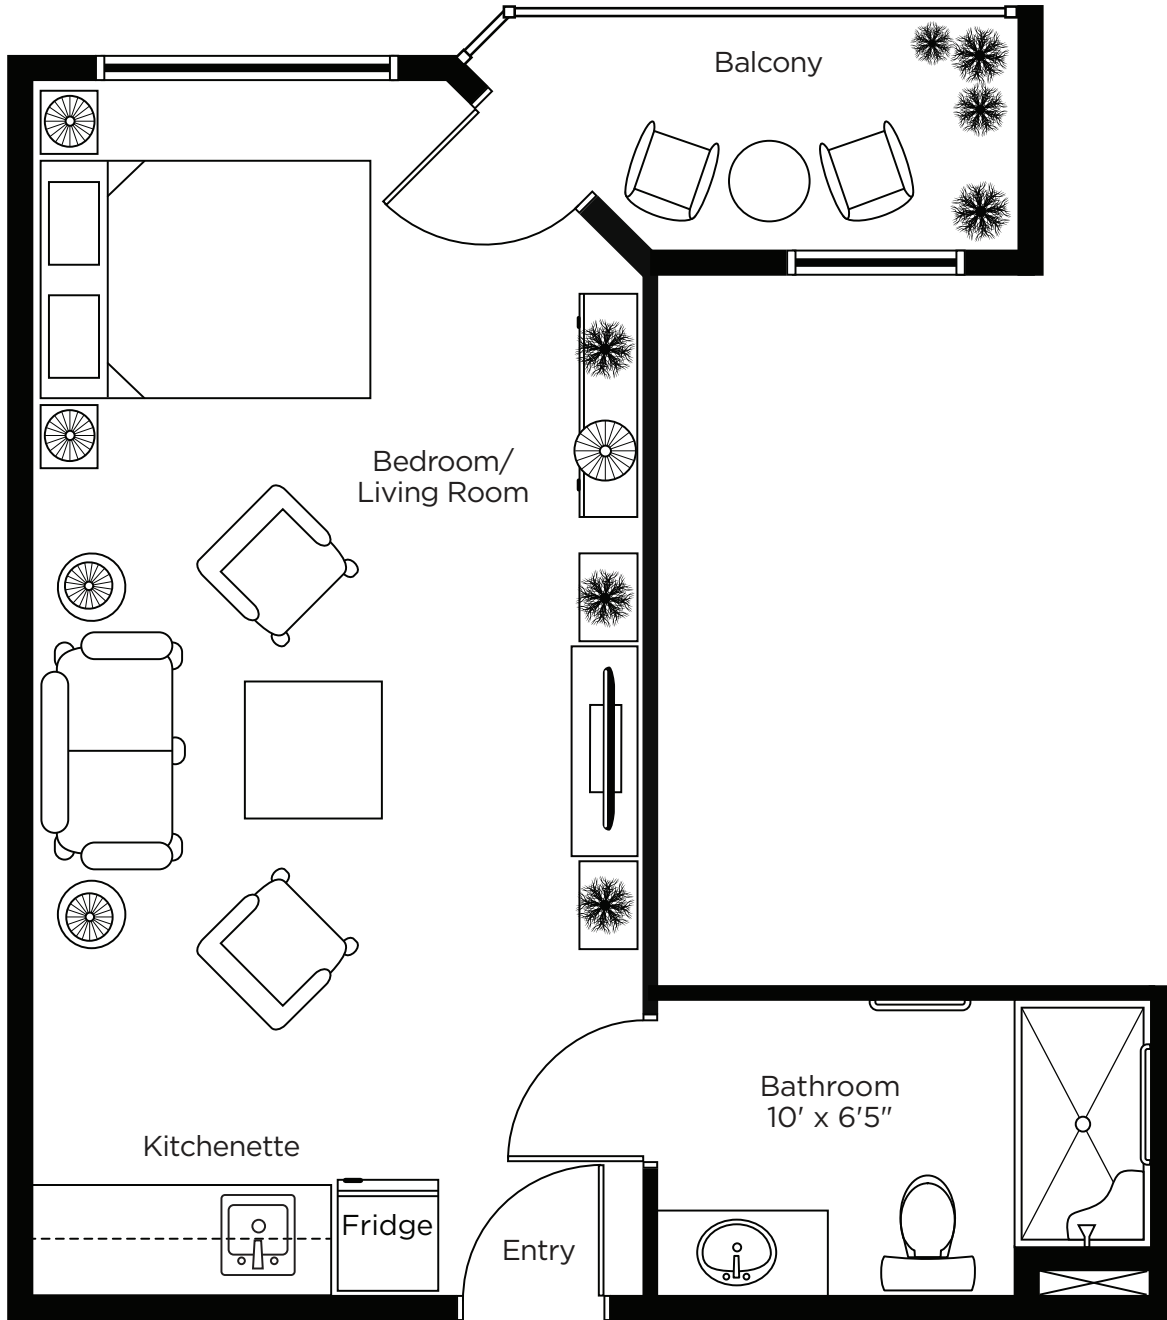 Balcony
Bedroom/
Living Room
Bathroom
10' x 6'5"
Kitchenette
Fridge
Entry